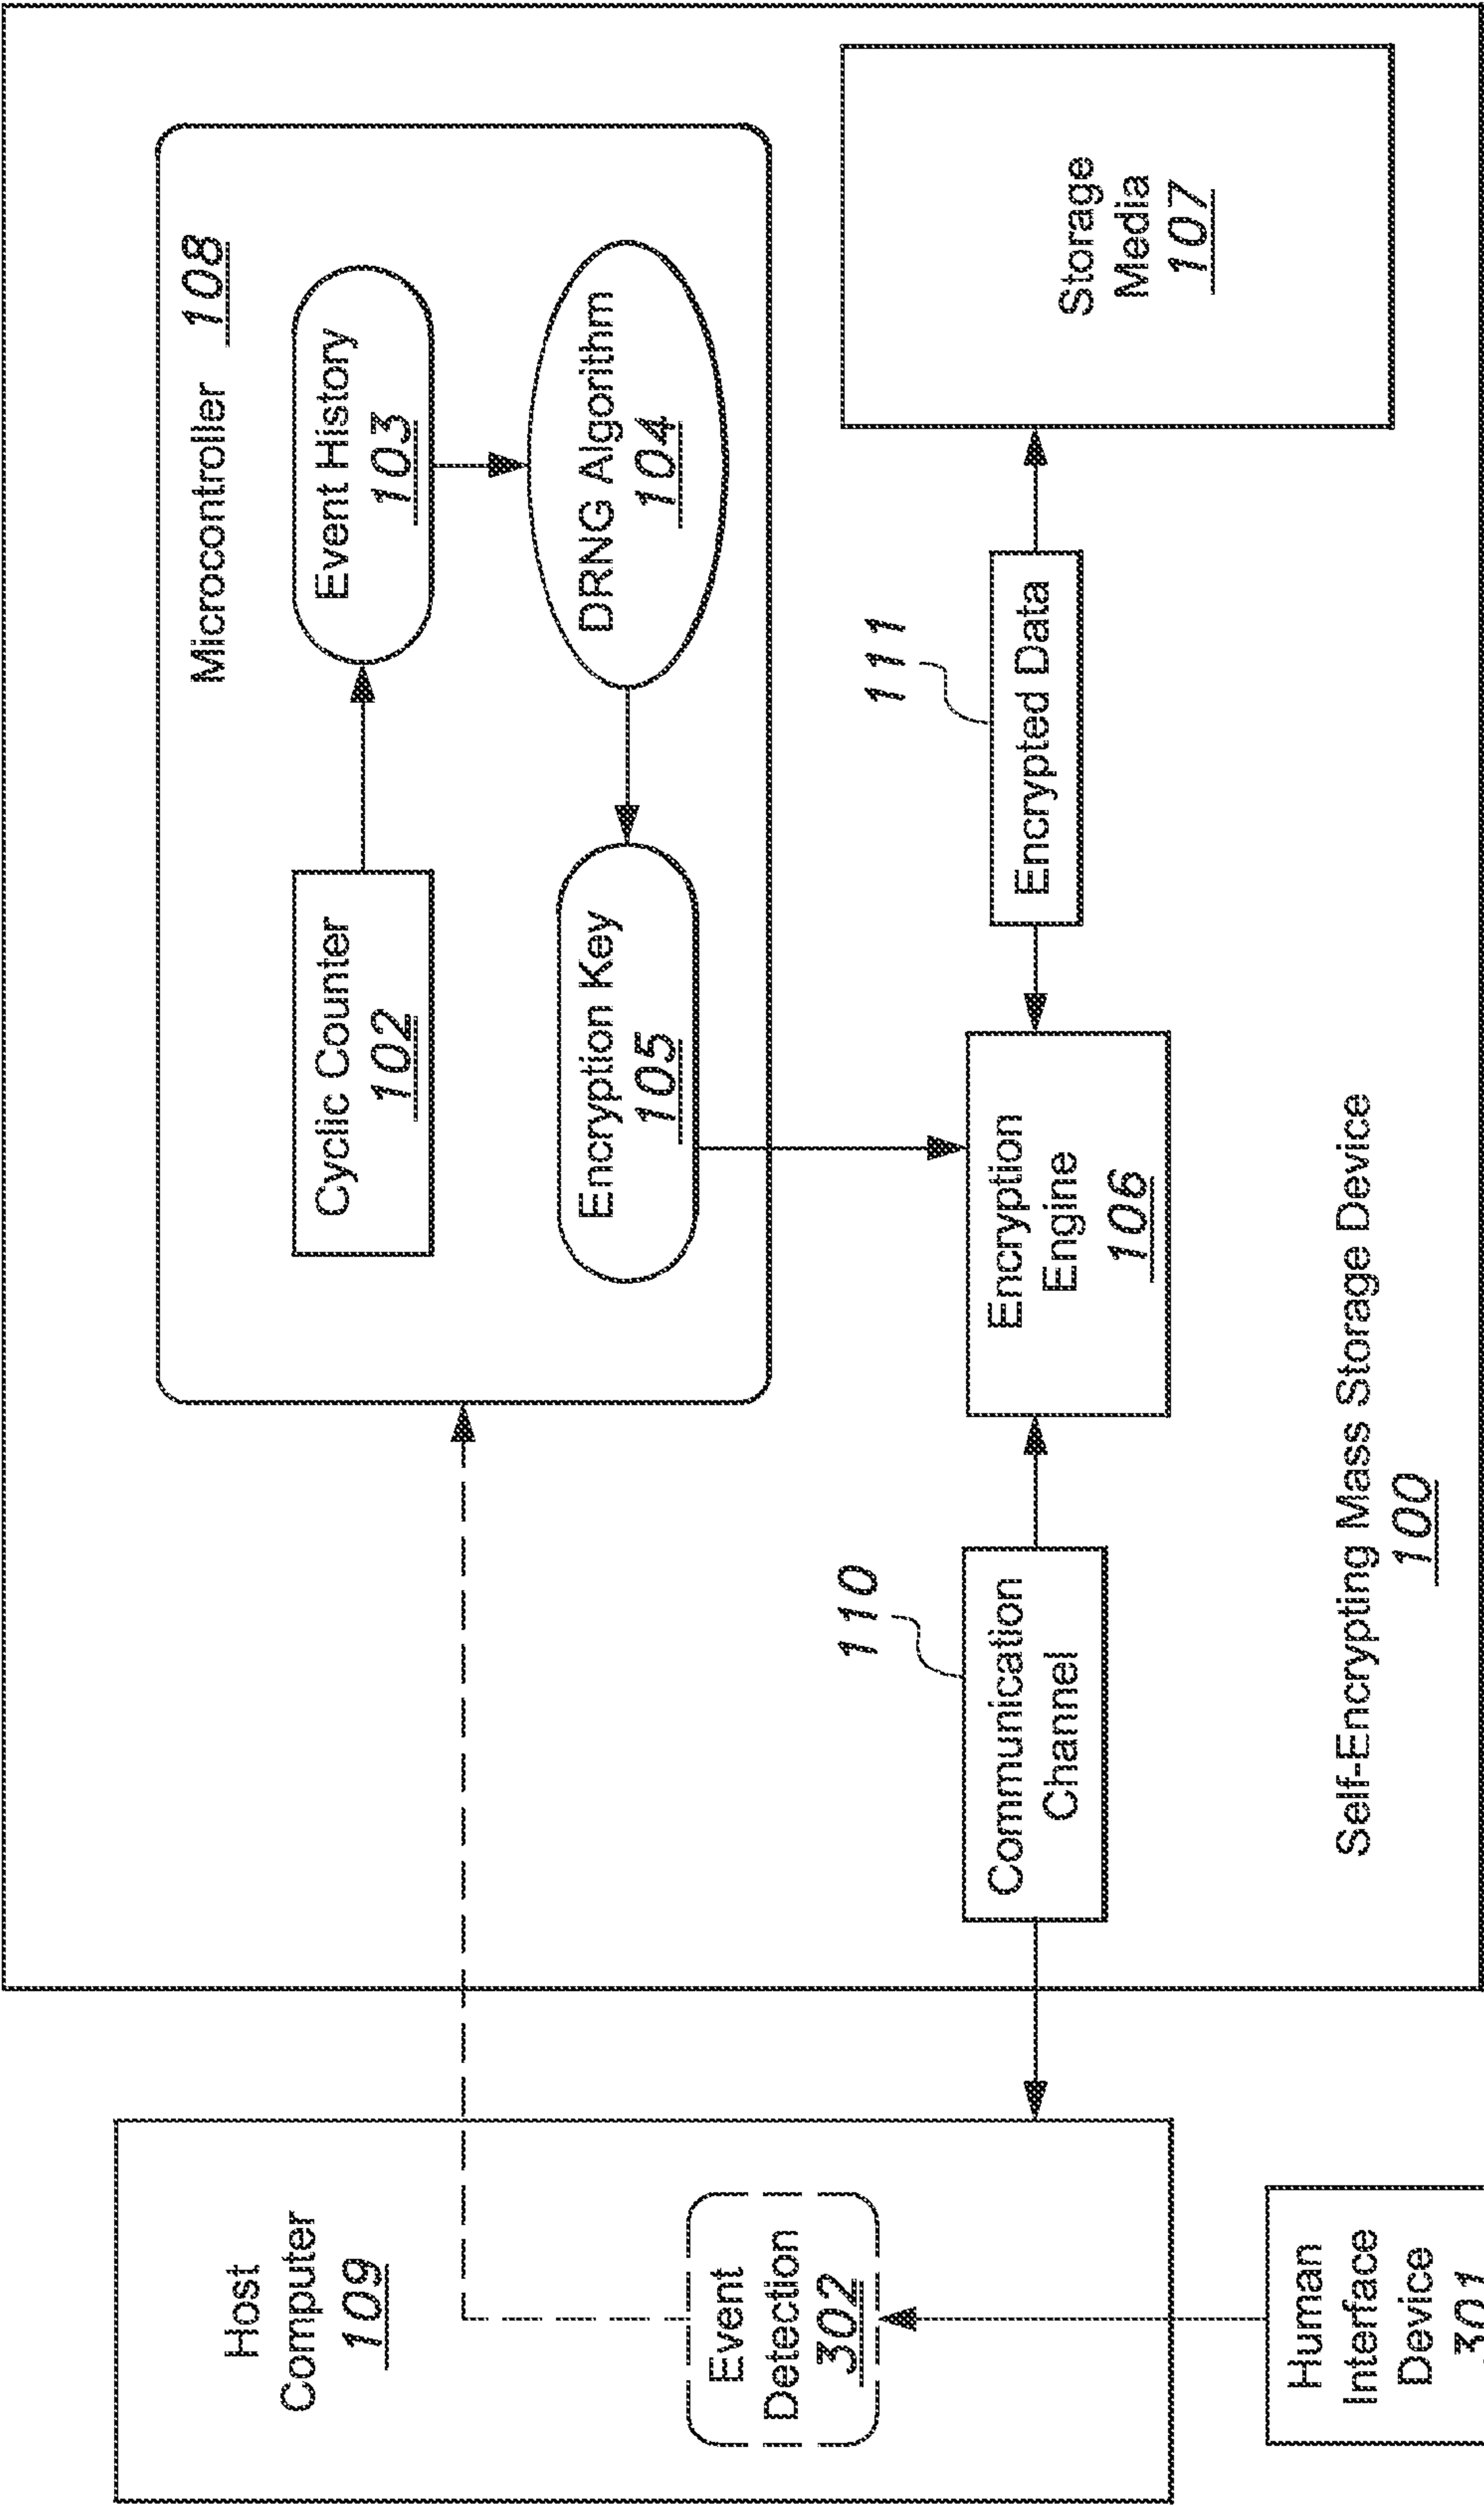 Host
Computer
109
Event
Detection
302
Human
Interface
Device
301
Microcontroller 108
Cyclic Counter
102
Event History
103
Encryption Key
105
DRNG Algorithm
104
110
Communication
Channel
Encryption
Engine
106
111
Encrypted Data
Storage
Media
107
Self-Encrypting Mass Storage Device
100